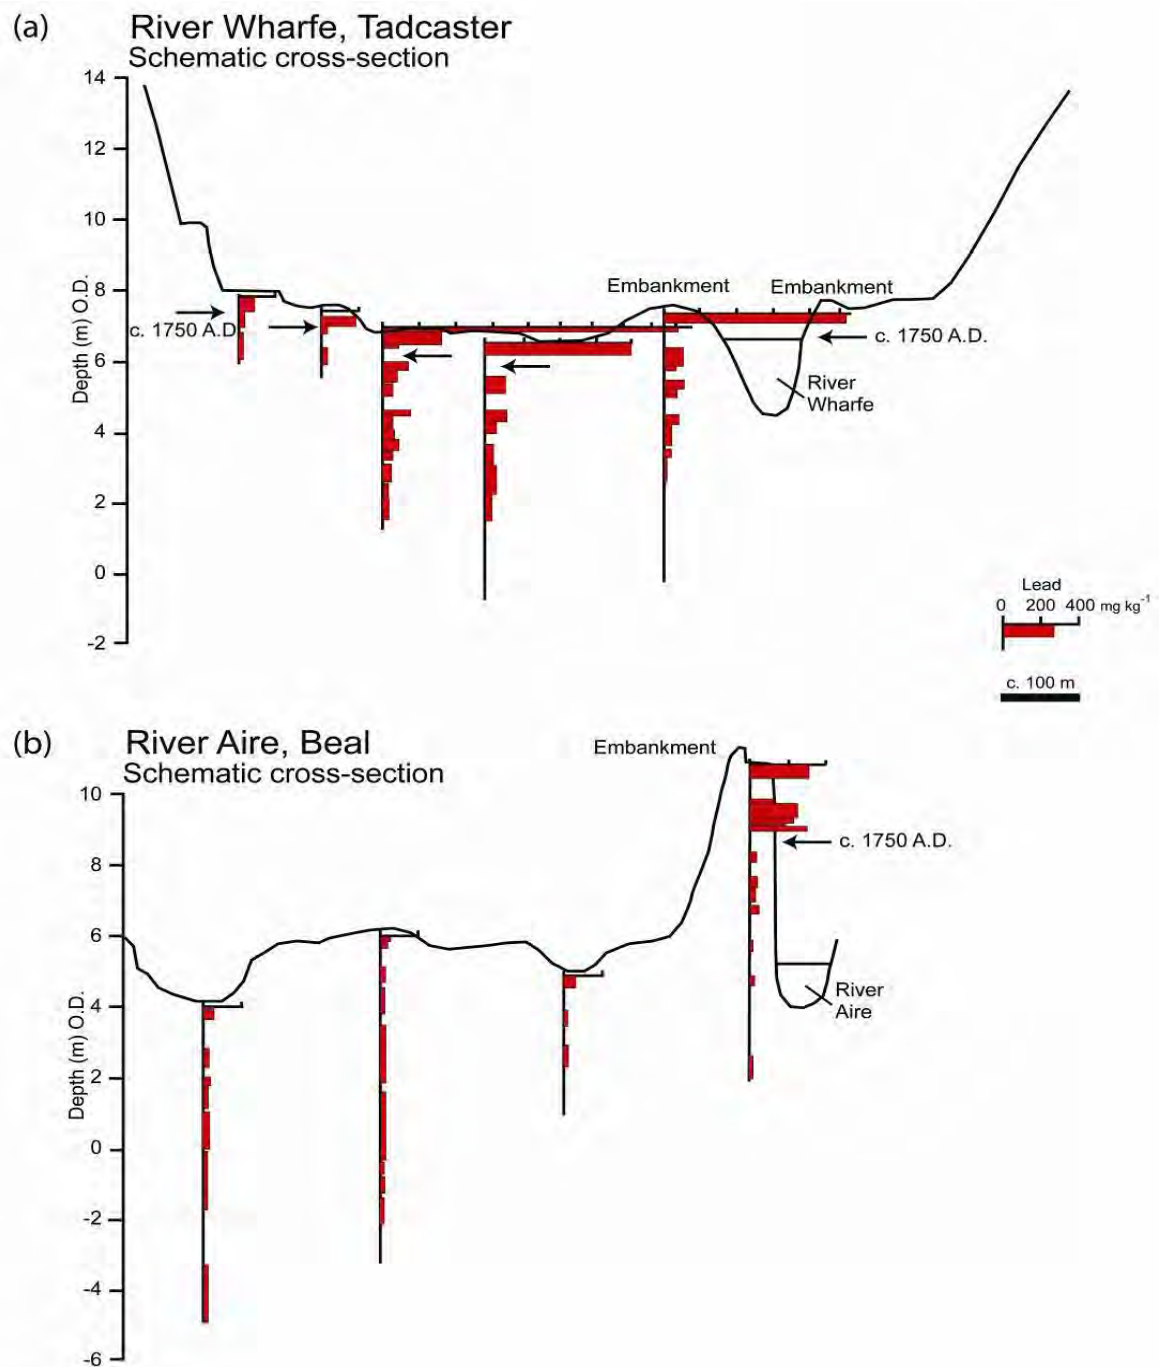 (a)
River Wharfe, Tadcaster
Schematic cross-section
14
12
10
8
6
4
2
0
-2
Depth (m) O.D.
c. 1750 A.D.
Embankment
Embankment
c. 1750 A.D.
River
Wharfe
Lead
0 200 400 mg kg⁻¹
c. 100 m
(b)
River Aire, Beal
Schematic cross-section
10
8
6
4
2
0
-2
-4
-6
Depth (m) O.D.
Embankment
c. 1750 A.D.
River
Aire